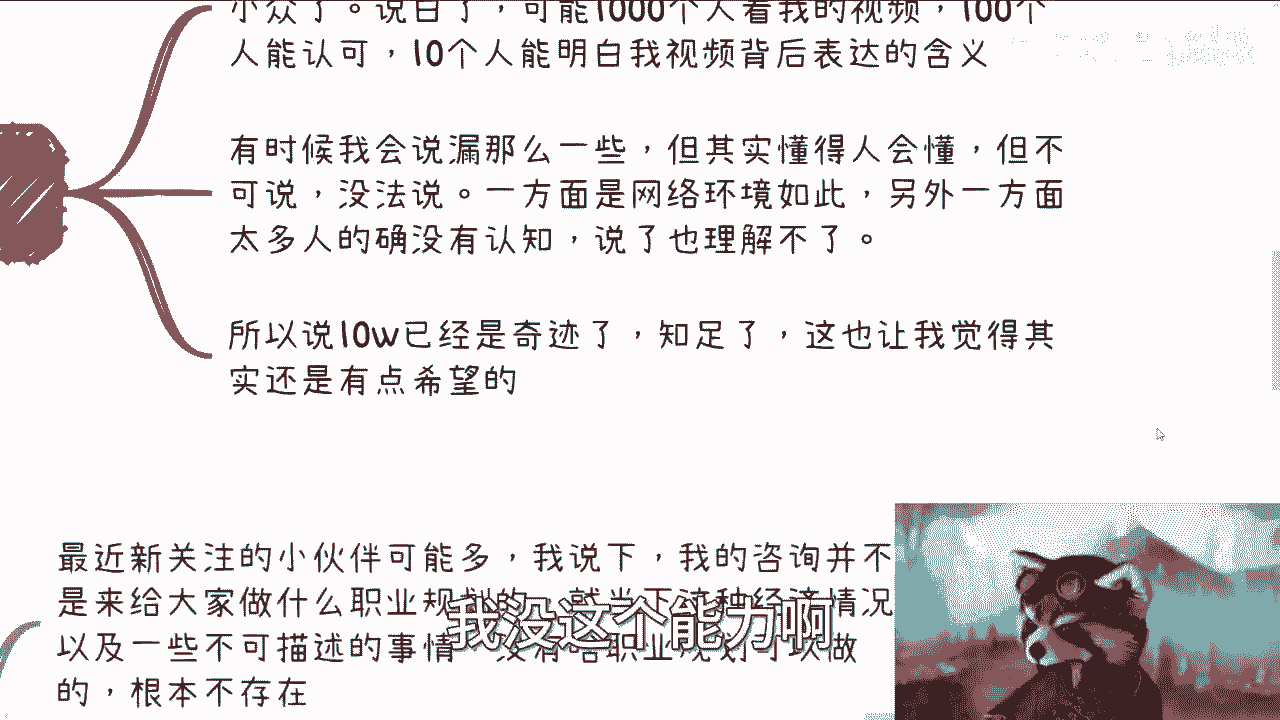 小众了。说白了，可能1000个人看我的视频，100个
人能认可，10个人能明白我视频背后表达的含义
有时候我会说漏那么一些，但其实懂得人会懂，但不
可说，没法说。一方面是网络环境如此，另外一方面
太多人的确没有认知，说了也理解不了。
所以说10w已经是奇迹了，知足了，这也让我觉得其
实还是有点希望的
最近新关注的小伙伴可能多，我说下，我的咨询并不
是来给大家做什么职业规划的，就当下这种经济情况
以及一些不可描述的事情 没有啥职业规划可以做
的，根本不存在
我没这个能力啊